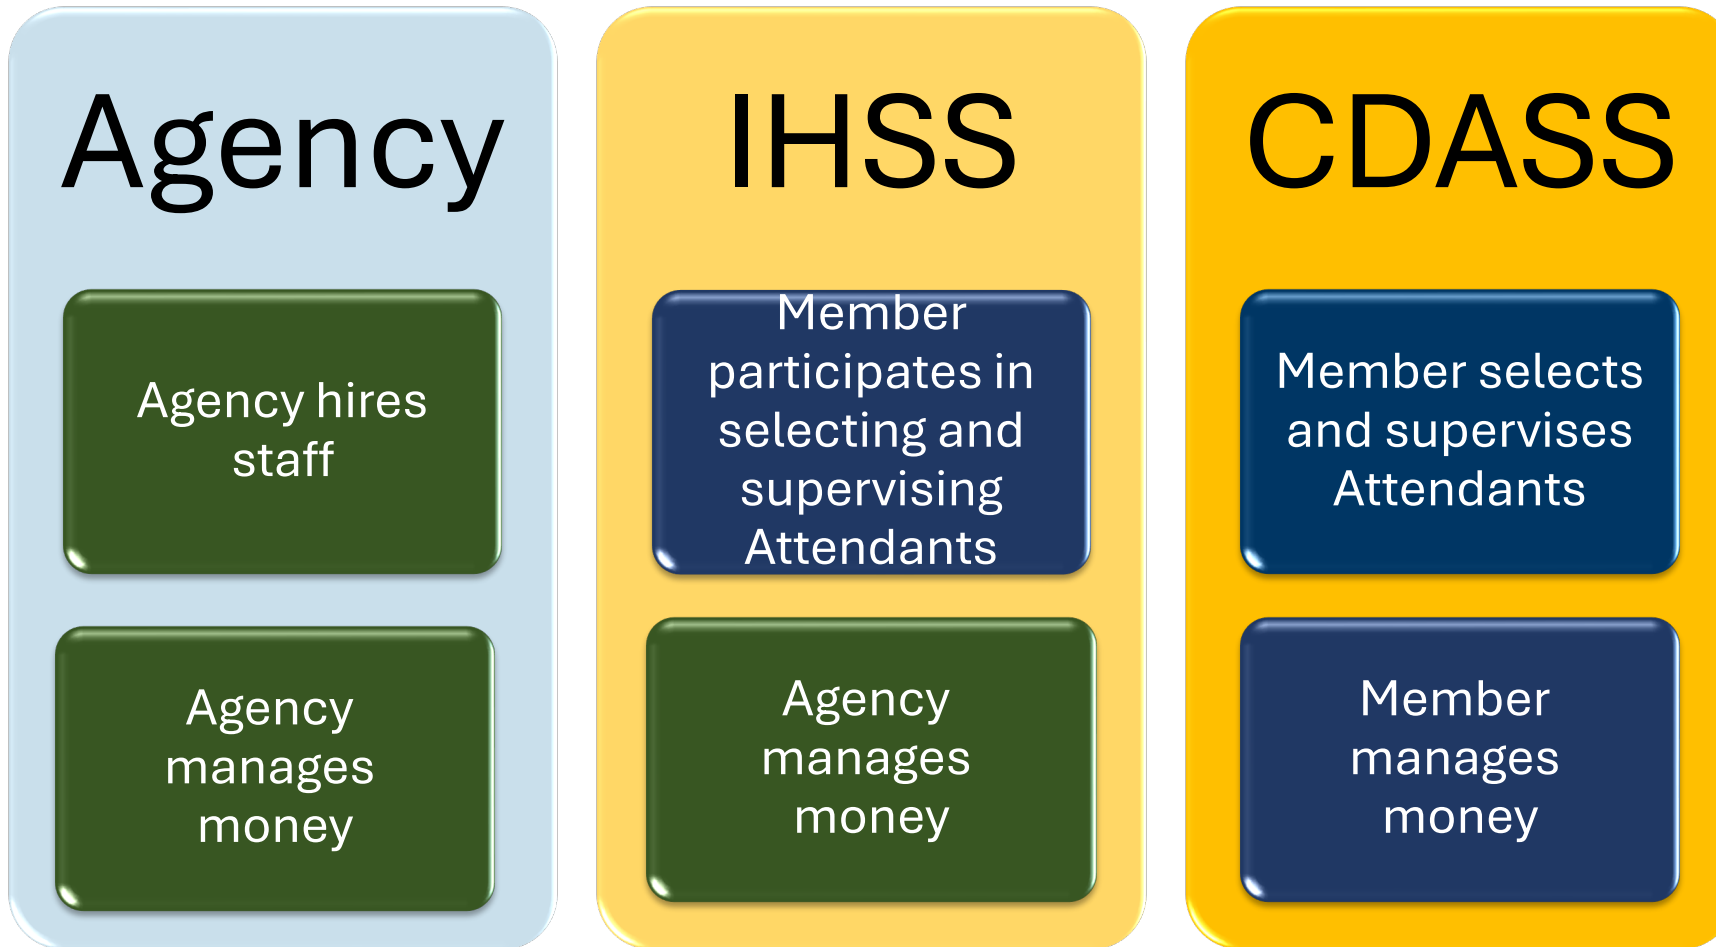 Agency
Agency hires
staff
Agency
manages
money
IHSS
Member
participates in
selecting and
supervising
Attendants
Agency
manages
money
CDASS
Member selects
and supervises
Attendants
Member
manages
money